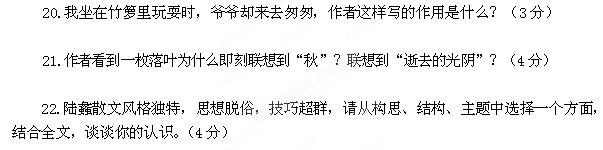 20.我坐在竹箩里玩耍时，爷爷却来去匆匆，作者这样写的作用是什么？（3分）
21.作者看到一枚落叶为什么即刻联想到“秋”？联想到“逝去的光阴”？（4分）
22.陆蠡散文风格独特，思想脱俗，技巧超群，请从构思、结构、主题中选择一个方面，
结合全文，谈谈你的认识。（4分）